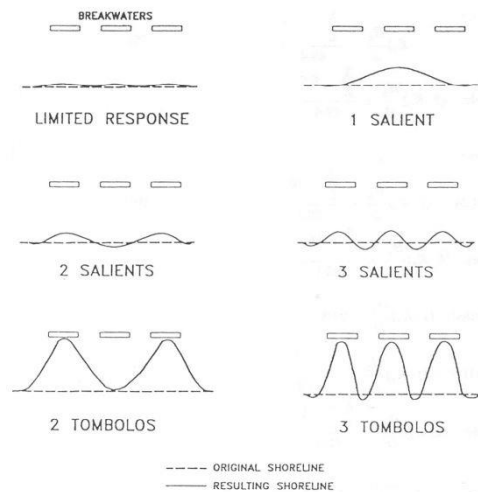 BREAKWATERS
LIMITED RESPONSE
1 SALIENT
2 SALIENTS
3 SALIENTS
2 TOMBOLOS
3 TOMBOLOS
ORIGINAL SHORELINE
RESULTING SHORELINE